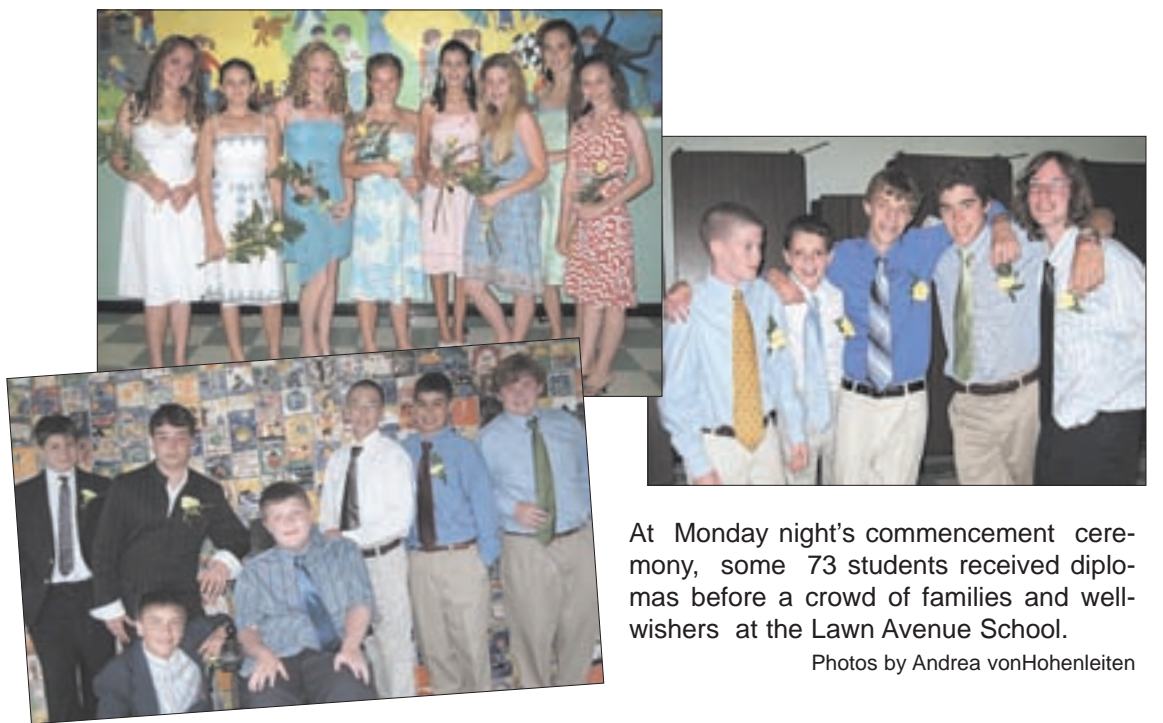 At Monday night's commencement cere-
mony, some 73 students received diplo-
mas before a crowd of families and well-
wishers at the Lawn Avenue School.
Photos by Andrea vonHohenleiten